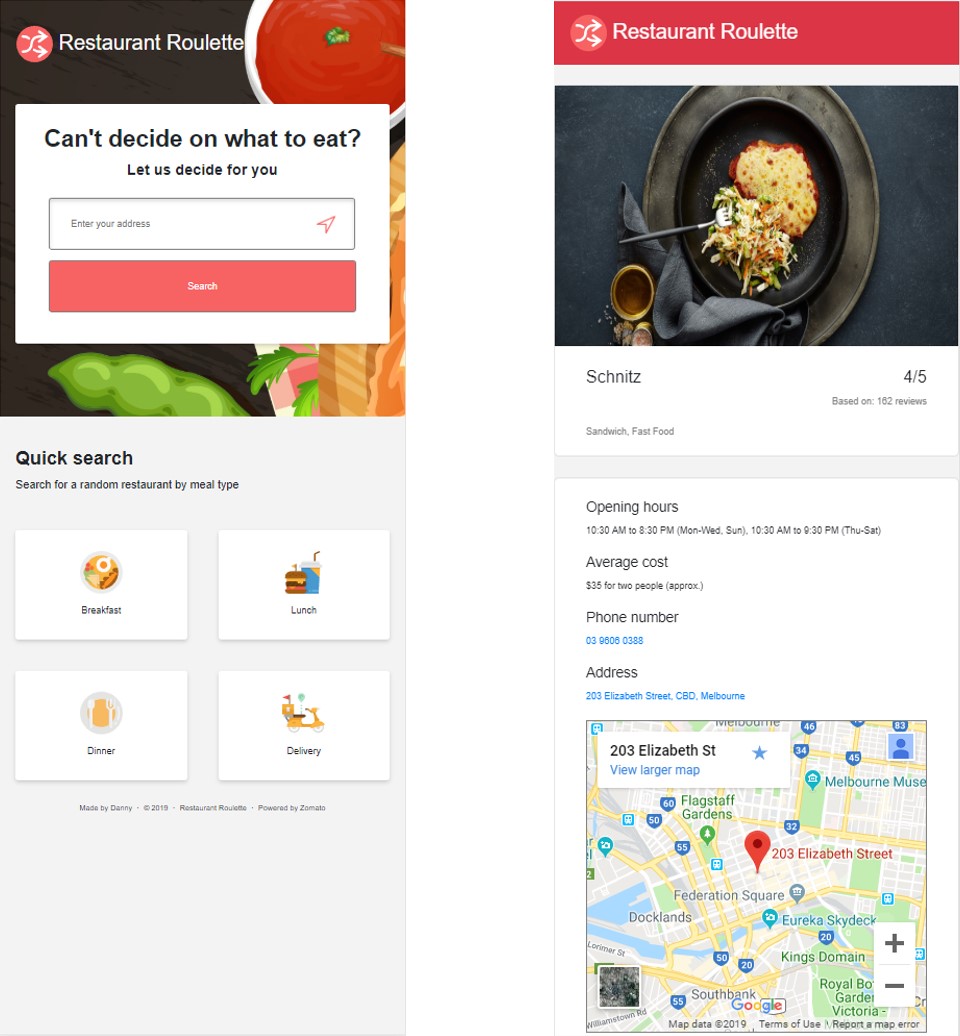 Restaurant Roulette
Can't decide on what to eat?
Let us decide for you
Enter your address
Search
Quick search
Search for a random restaurant by meal type
Breakfast
Lunch
Dinner
Delivery
Made by Danny · © 2019 · Restaurant Roulette · Powered by Zomato
Restaurant Roulette
Schnitz
4/5
Based on: 162 reviews
Sandwich, Fast Food
Opening hours
10:30 AM to 8:30 PM (Mon-Wed, Sun), 10:30 AM to 9:30 PM (Thu-Sat)
Average cost
$35 for two people (approx.)
Phone number
03 9606 0388
Address
203 Elizabeth Street, CBD, Melbourne
Melbourne
46
83
203 Elizabeth St
View larger map
34
45
Melbourne Muse
60
Flagstaff
Gardens
50
32
55
203 Elizabeth Street
2
Federation Square
Docklands
Eureka Skydeck
20
Lorimer St
Kings Domain
50
20
Royal Bo
Garden
Victoria -
Southbank
55
Williamstown Rd
Google
Map data ©2019
Terms of Use
Report a map error